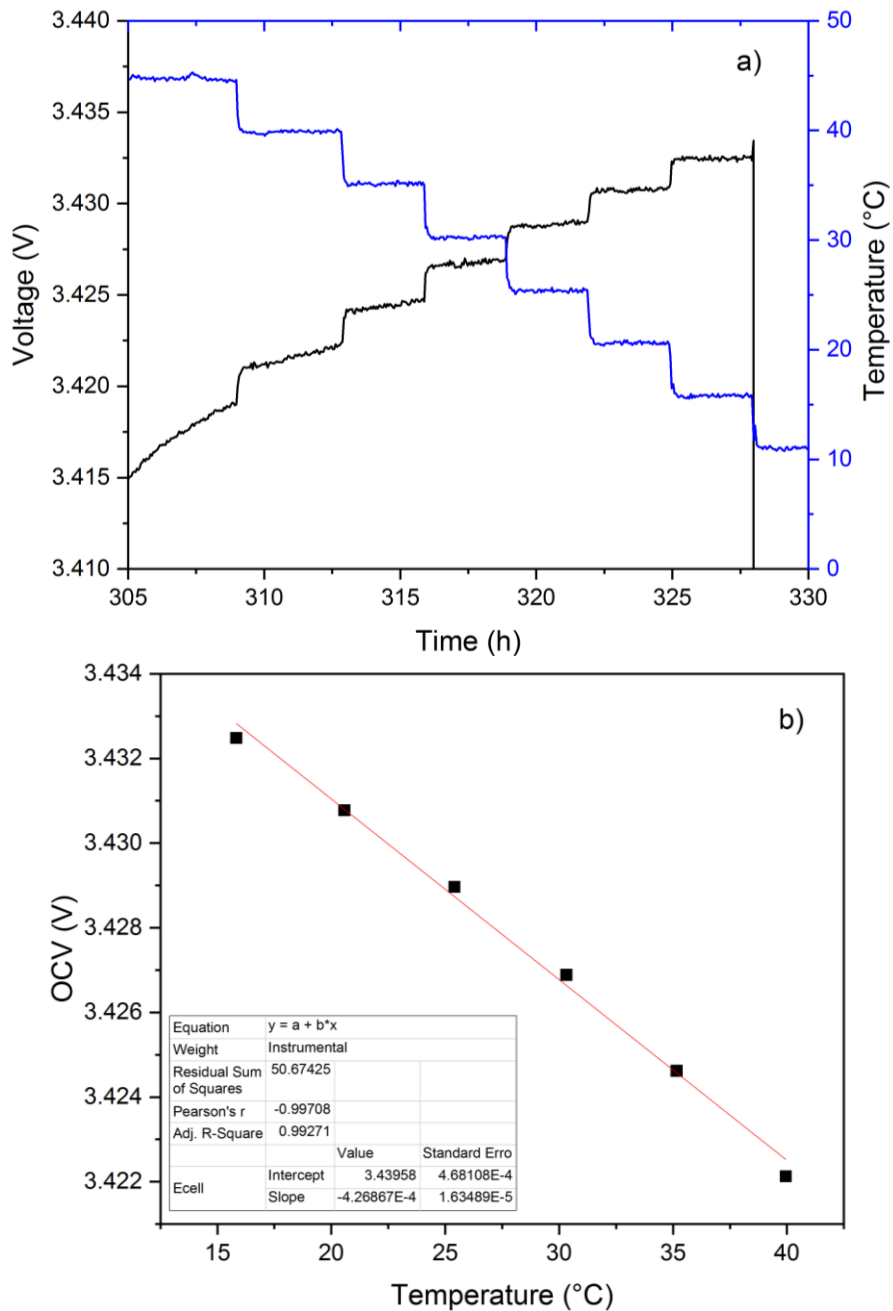 a)
3.440
3.435
3.430
3.425
3.420
3.415
3.410
Voltage (V)
50
40
30
20
10
0
Temperature (°C)
305 310 315 320 325 330
Time (h)
b)
3.434
3.432
3.430
3.428
3.426
3.424
3.422
OCV (V)
Equation y = a + b*x
Weight Instrumental
Residual Sum of Squares 50.67425
Pearson's r -0.99708
Adj. R-Square 0.99271
Value Standard Erro
Ecell Intercept 3.43958 4.68108E-4
Slope -4.26867E-4 1.63489E-5
15 20 25 30 35 40
Temperature (°C)